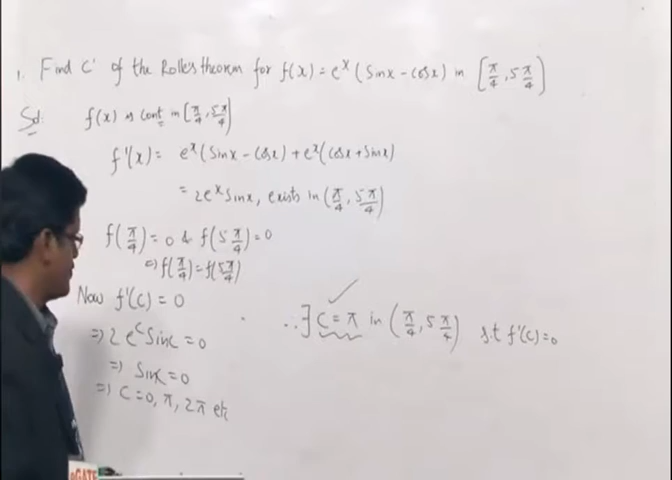 1. Find C' of the Rolle's theorem for f(x) = e^x (Sinx - Cosx) in [π/4, 5π/4]
Sol: f(x) is cont in [π/4, 5π/4]
f'(x) = e^x (Sinx - Cosx) + e^x (Cosx + Sinx)
= 2e^x Sinx, exists in (π/4, 5π/4)
f(π/4) = 0 & f(5π/4) = 0
⇒ f(π/4) = f(5π/4)
Now f'(C) = 0
⇒ 2 e^c Sinc = 0
⇒ Sinc = 0
⇒ C = 0, π, 2π etc
∴ ∃ C = π in (π/4, 5π/4) s.t f'(C) = 0
GATE